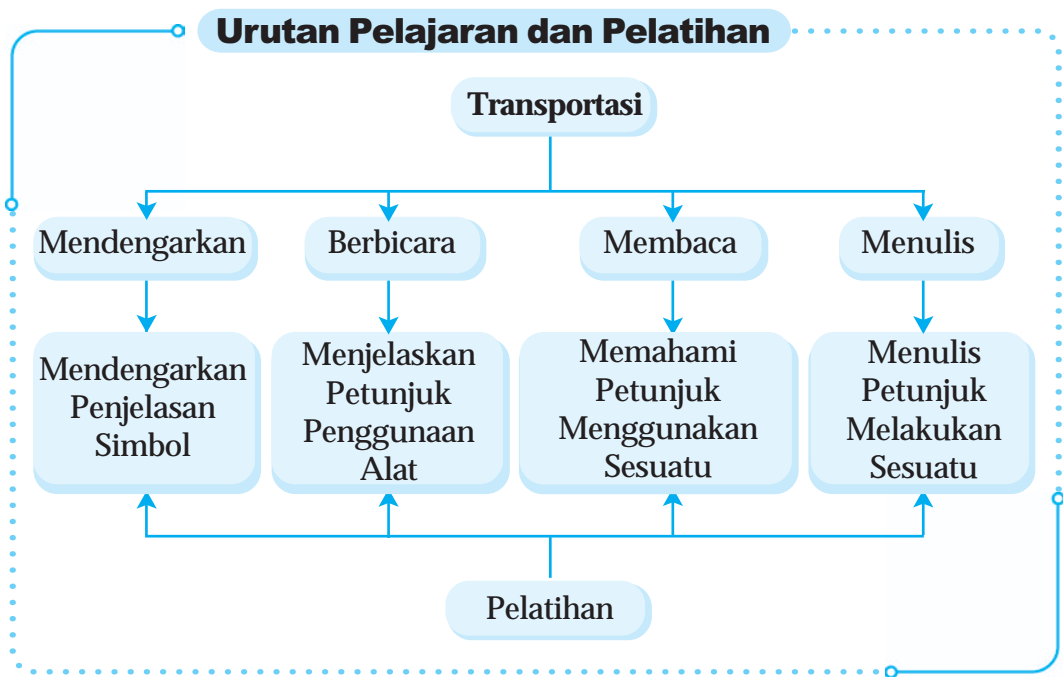 Urutan Pelajaran dan Pelatihan
Transportasi
Mendengarkan
Berbicara
Membaca
Menulis
Mendengarkan
Penjelasan
Simbol
Menjelaskan
Petunjuk
Penggunaan
Alat
Memahami
Petunjuk
Menggunakan
Sesuatu
Menulis
Petunjuk
Melakukan
Sesuatu
Pelatihan